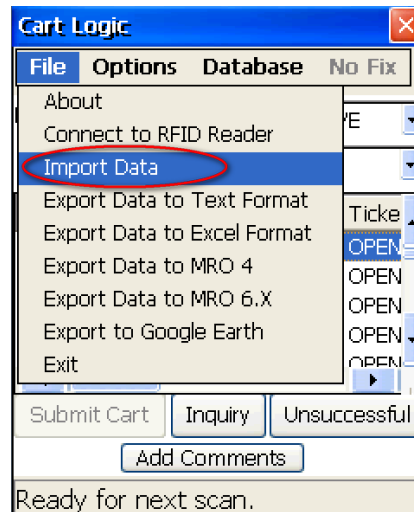 Cart Logic
File Options Database No Fix
About
Connect to RFID Reader
Import Data
Export Data to Text Format
Export Data to Excel Format
Export Data to MRO 4
Export Data to MRO 6.X
Export to Google Earth
Exit
VE
Ticke
OPEN
OPEN
OPEN
OPEN
OPEN
Submit Cart Inquiry Unsuccessful
Add Comments
Ready for next scan.